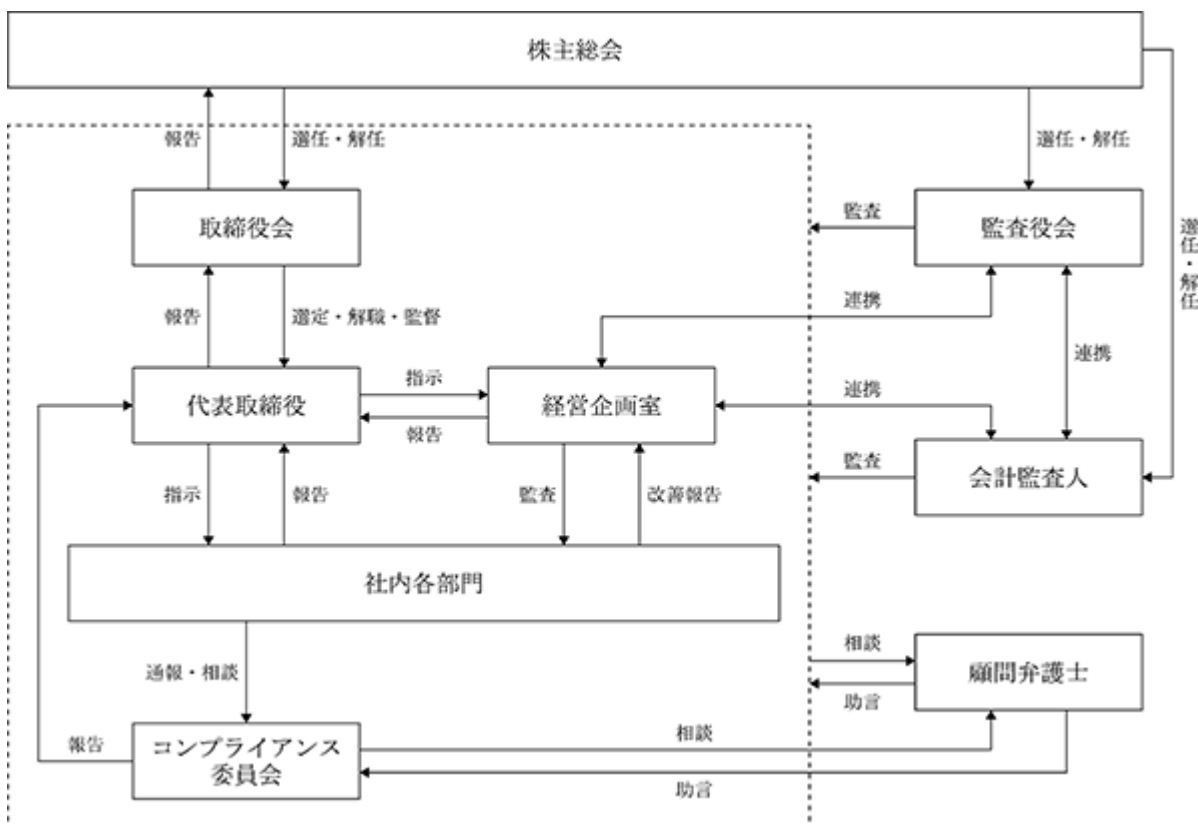 株主総会
報告
選任・解任
選任・解任
取締役会
監査
監査役会
選任・解任
報告
選定・解職・監督
連携
連携
代表取締役
指示
報告
経営企画室
連携
監査
会計監査人
指示
報告
監査
改善報告
社内各部門
通報・相談
相談
助言
顧問弁護士
報告
コンプライアンス
委員会
相談
助言